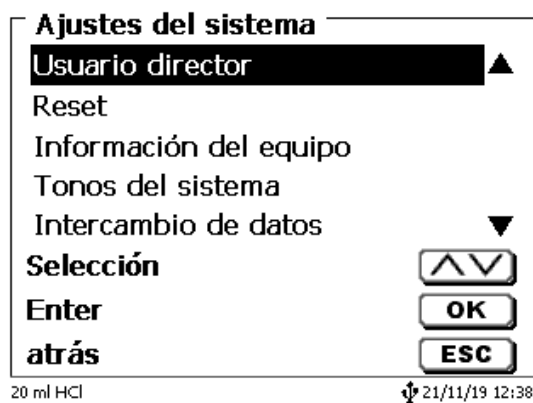 Ajustes del sistema
Usuario director
Reset
Información del equipo
Tonos del sistema
Intercambio de datos
Selección
Enter OK
atrás ESC
20 ml HCl 21/11/19 12:38